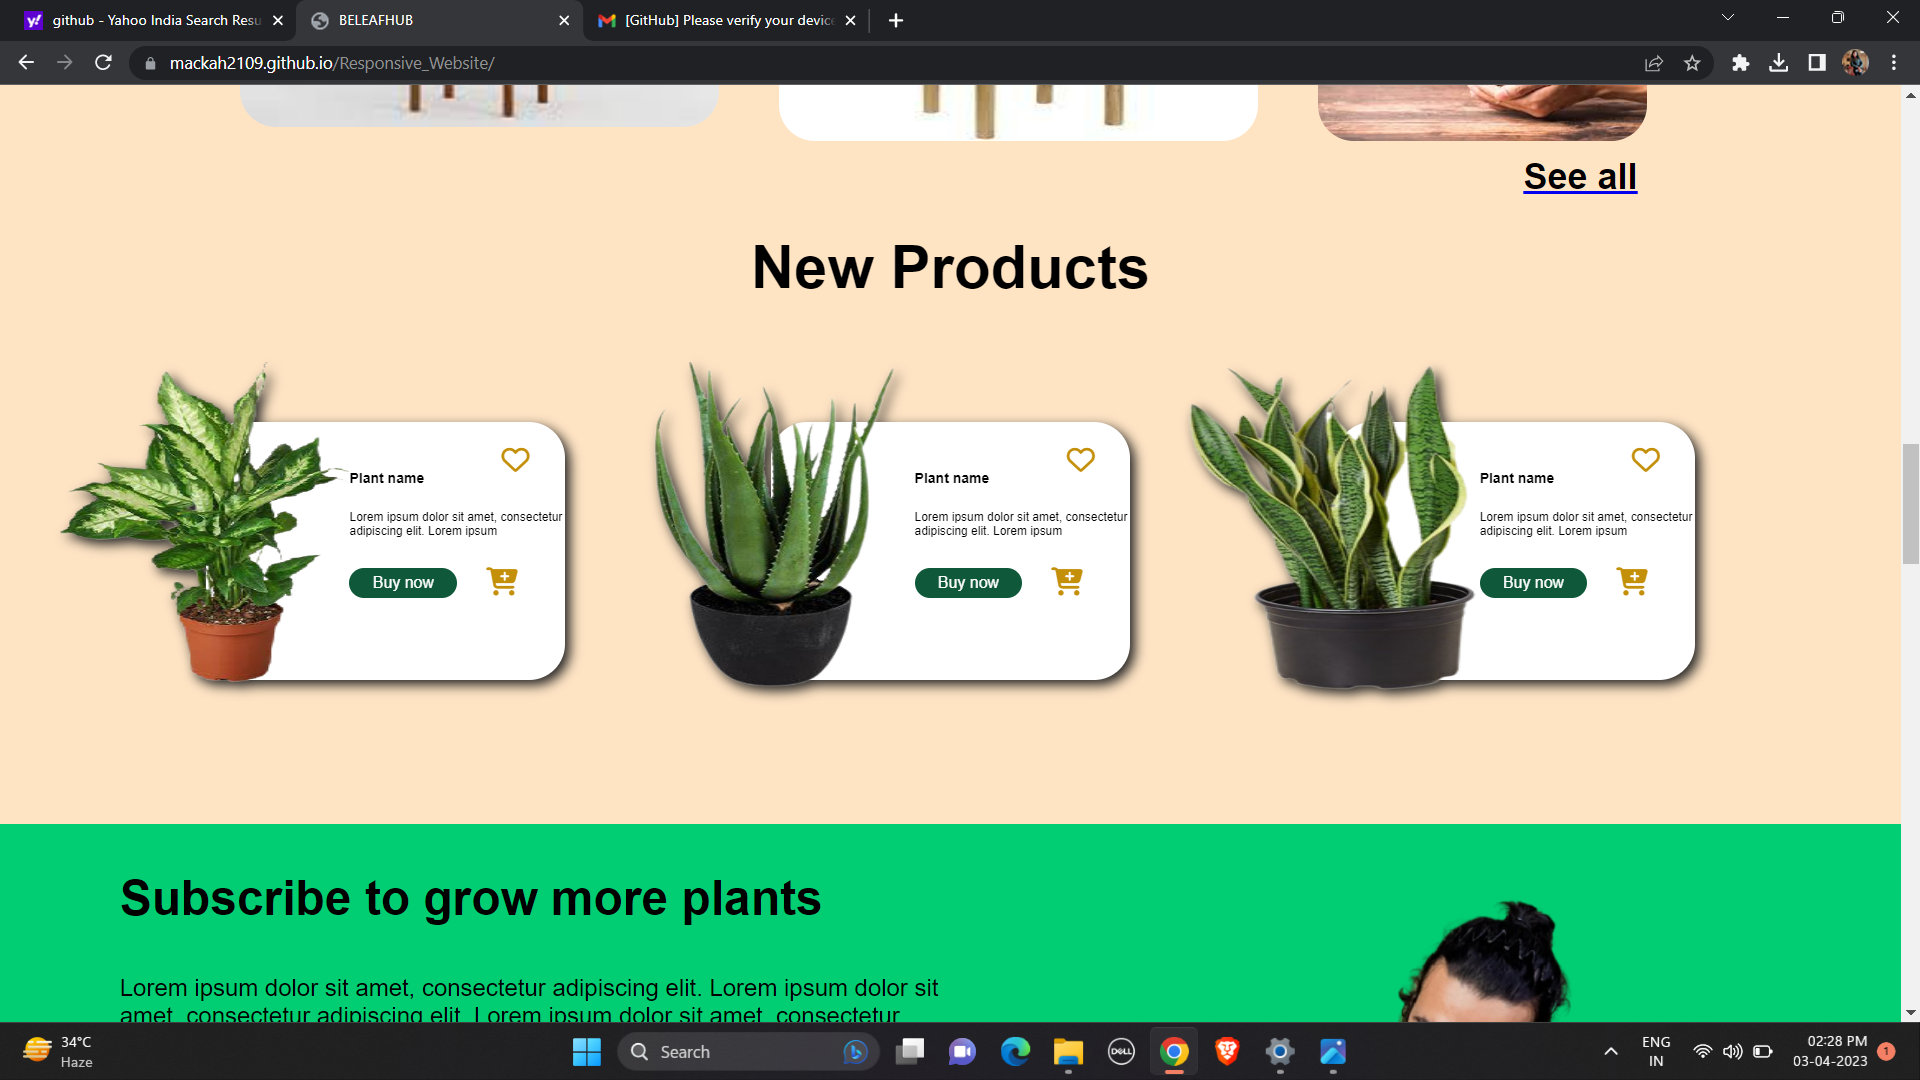 github - Yahoo India Search Resu
BELEAFHUB
[GitHub] Please verify your device
mackah2109.github.io/Responsive_Website/
See all
New Products
Plant name
Lorem ipsum dolor sit amet, consectetur
adipiscing elit. Lorem ipsum
Buy now
Plant name
Lorem ipsum dolor sit amet, consectetur
adipiscing elit. Lorem ipsum
Buy now
Plant name
Lorem ipsum dolor sit amet, consectetur
adipiscing elit. Lorem ipsum
Buy now
Subscribe to grow more plants
Lorem ipsum dolor sit amet, consectetur adipiscing elit. Lorem ipsum dolor sit
amet, consectetur adipiscing elit. Lorem ipsum dolor sit amet, consectetur
34°C
Haze
Search
DELL
ENG
IN
02:28 PM
03-04-2023
1